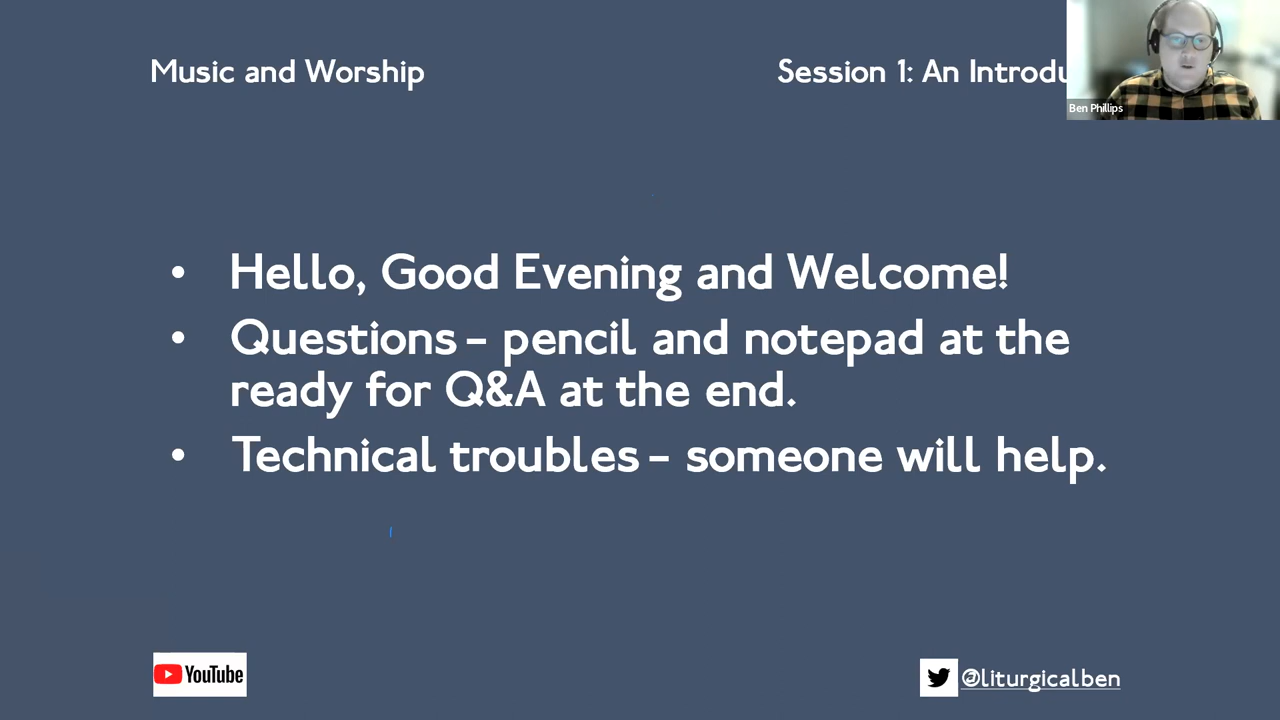 Music and Worship
Session 1: An Introdu
Ben Phillips
• Hello, Good Evening and Welcome!
• Questions – pencil and notepad at the
ready for Q&A at the end.
• Technical troubles – someone will help.
YouTube
@liturgicalben